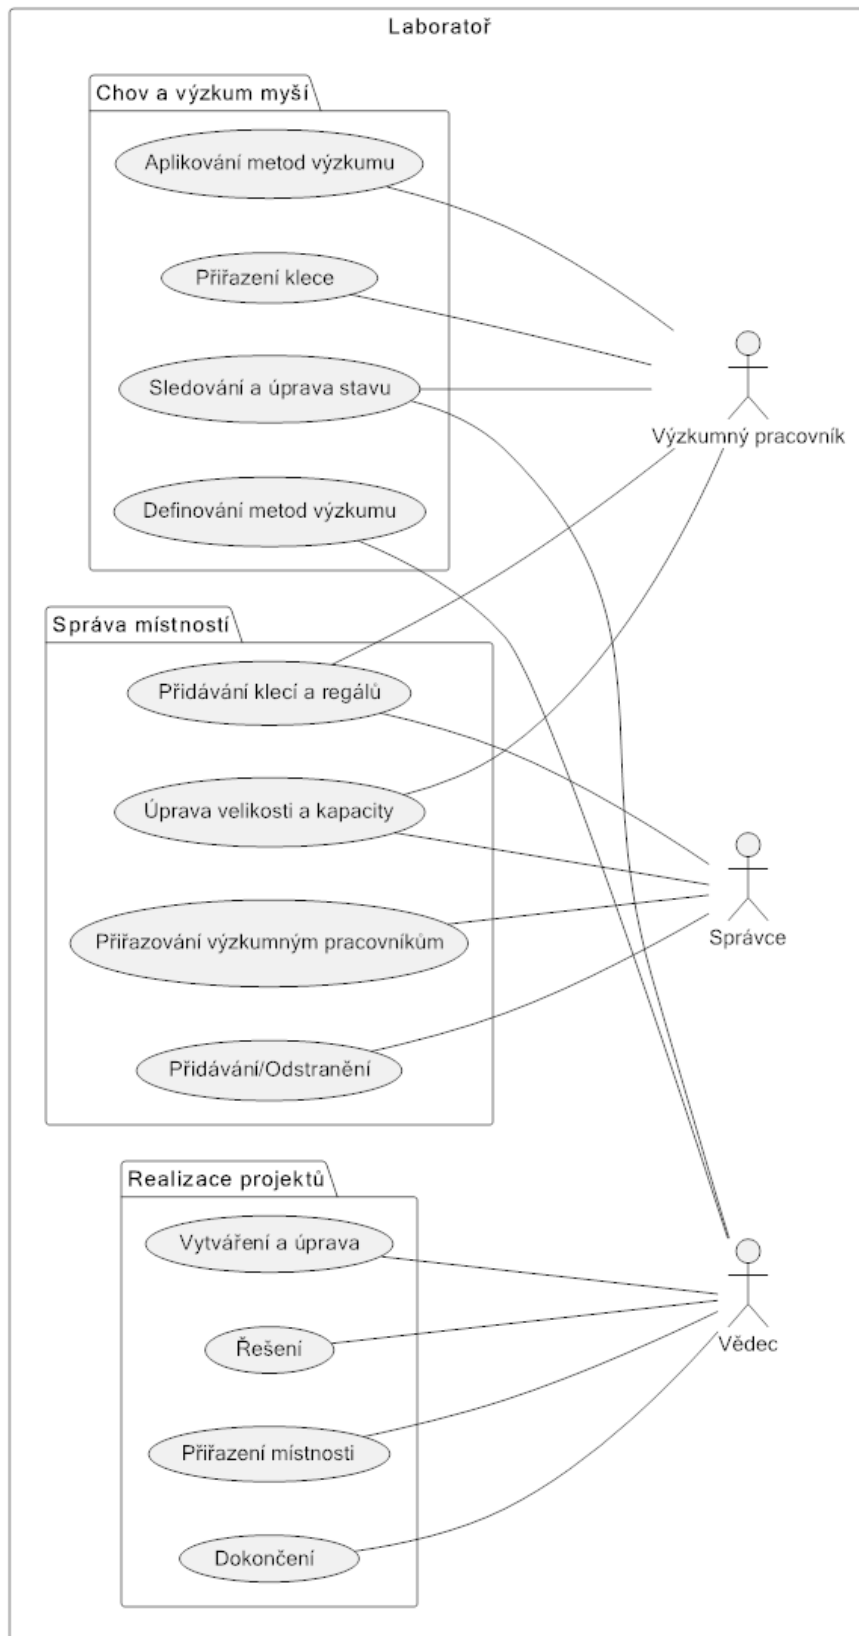 Laboratoř
Chov a výzkum myší
Aplikování metod výzkumu
Přiřazení klece
Sledování a úprava stavu
Definování metod výzkumu
Výzkumný pracovník
Správa místností
Přidávání klecí a regálů
Úprava velikosti a kapacity
Přiřazování výzkumným pracovníkům
Přidávání/Odstranění
Správce
Realizace projektů
Vytváření a úprava
Řešení
Přiřazení místnosti
Dokončení
Vědec